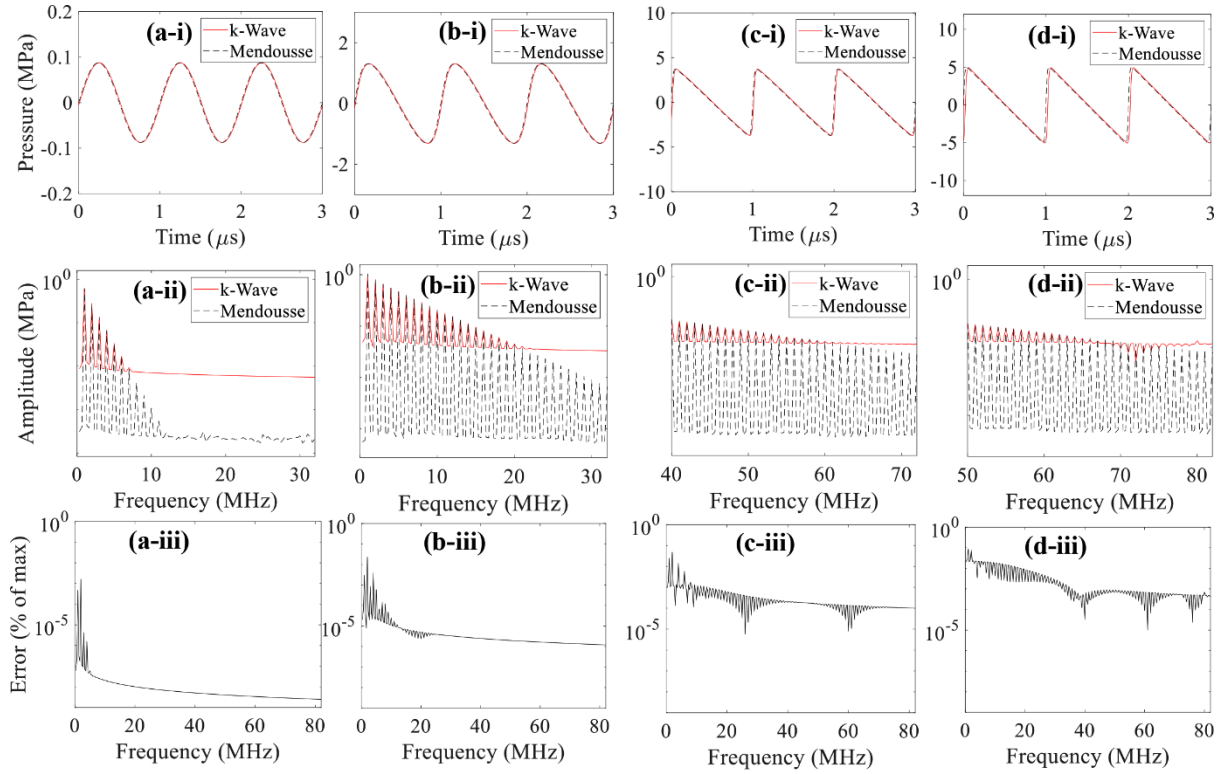 (a-i)
k-Wave
Mendousse
0.2
0.1
0
-0.1
-0.2
Pressure (MPa)
0 1 2 3
Time (μs)
(b-i)
k-Wave
Mendousse
2
0
-2
0 1 2 3
Time (μs)
(c-i)
k-Wave
Mendousse
10
5
0
-5
-10
0 1 2 3
Time (μs)
(d-i)
k-Wave
Mendousse
10
5
0
-5
-10
0 1 2 3
Time (μs)
(a-ii)
k-Wave
Mendousse
10^0
Amplitude (MPa)
0 10 20 30
Frequency (MHz)
(b-ii)
k-Wave
Mendousse
10^0
0 10 20 30
Frequency (MHz)
(c-ii)
k-Wave
Mendousse
10^0
40 50 60 70
Frequency (MHz)
(d-ii)
k-Wave
Mendousse
10^0
50 60 70 80
Frequency (MHz)
(a-iii)
10^0
10^-5
Error (% of max)
0 20 40 60 80
Frequency (MHz)
(b-iii)
10^0
10^-5
0 20 40 60 80
Frequency (MHz)
(c-iii)
10^0
10^-5
0 20 40 60 80
Frequency (MHz)
(d-iii)
10^0
10^-5
0 20 40 60 80
Frequency (MHz)